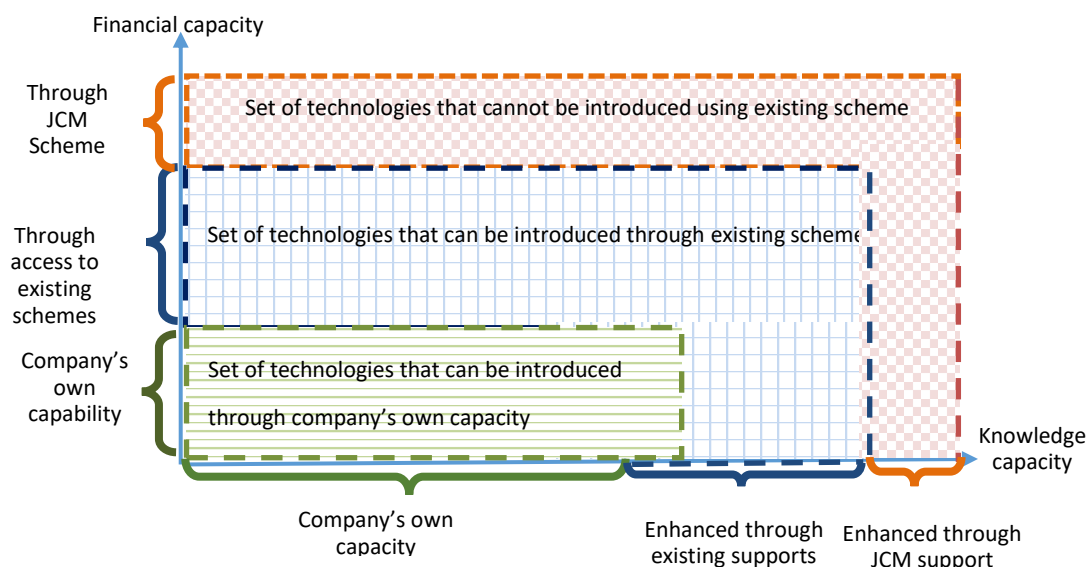 Financial capacity
Through
JCM
Scheme
Set of technologies that cannot be introduced using existing scheme
Through
access to
existing
schemes
Set of technologies that can be introduced through existing scheme
Company’s
own
capability
Set of technologies that can be introduced
through company’s own capacity
Knowledge
capacity
Company’s own
capacity
Enhanced through
existing supports
Enhanced through
JCM support